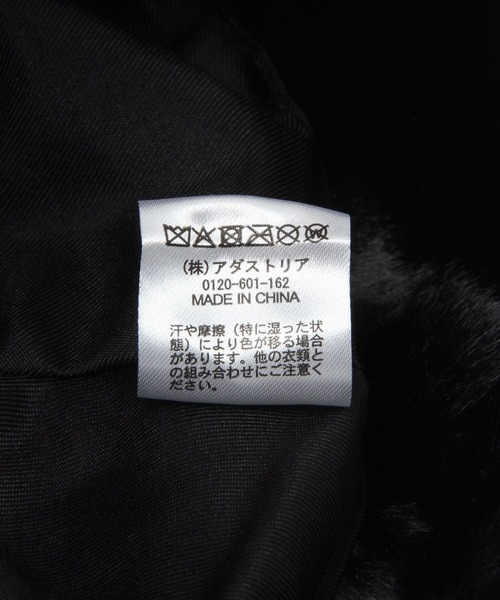 (株)アダストリア
0120-601-162
MADE IN CHINA
汗や摩擦（特に湿った状
態）により色が移る場合
があります。他の衣類と
の組み合わせにご注意く
ださい。